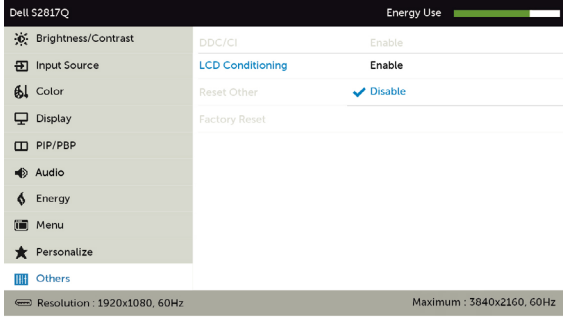 Dell S2817Q Energy Use
Brightness/Contrast DDC/CI Enable
Input Source LCD Conditioning Enable
Color Reset Other Disable
Display Factory Reset
PIP/PBP
Audio
Energy
Menu
Personalize
Others
Resolution : 1920x1080, 60Hz Maximum : 3840x2160, 60Hz